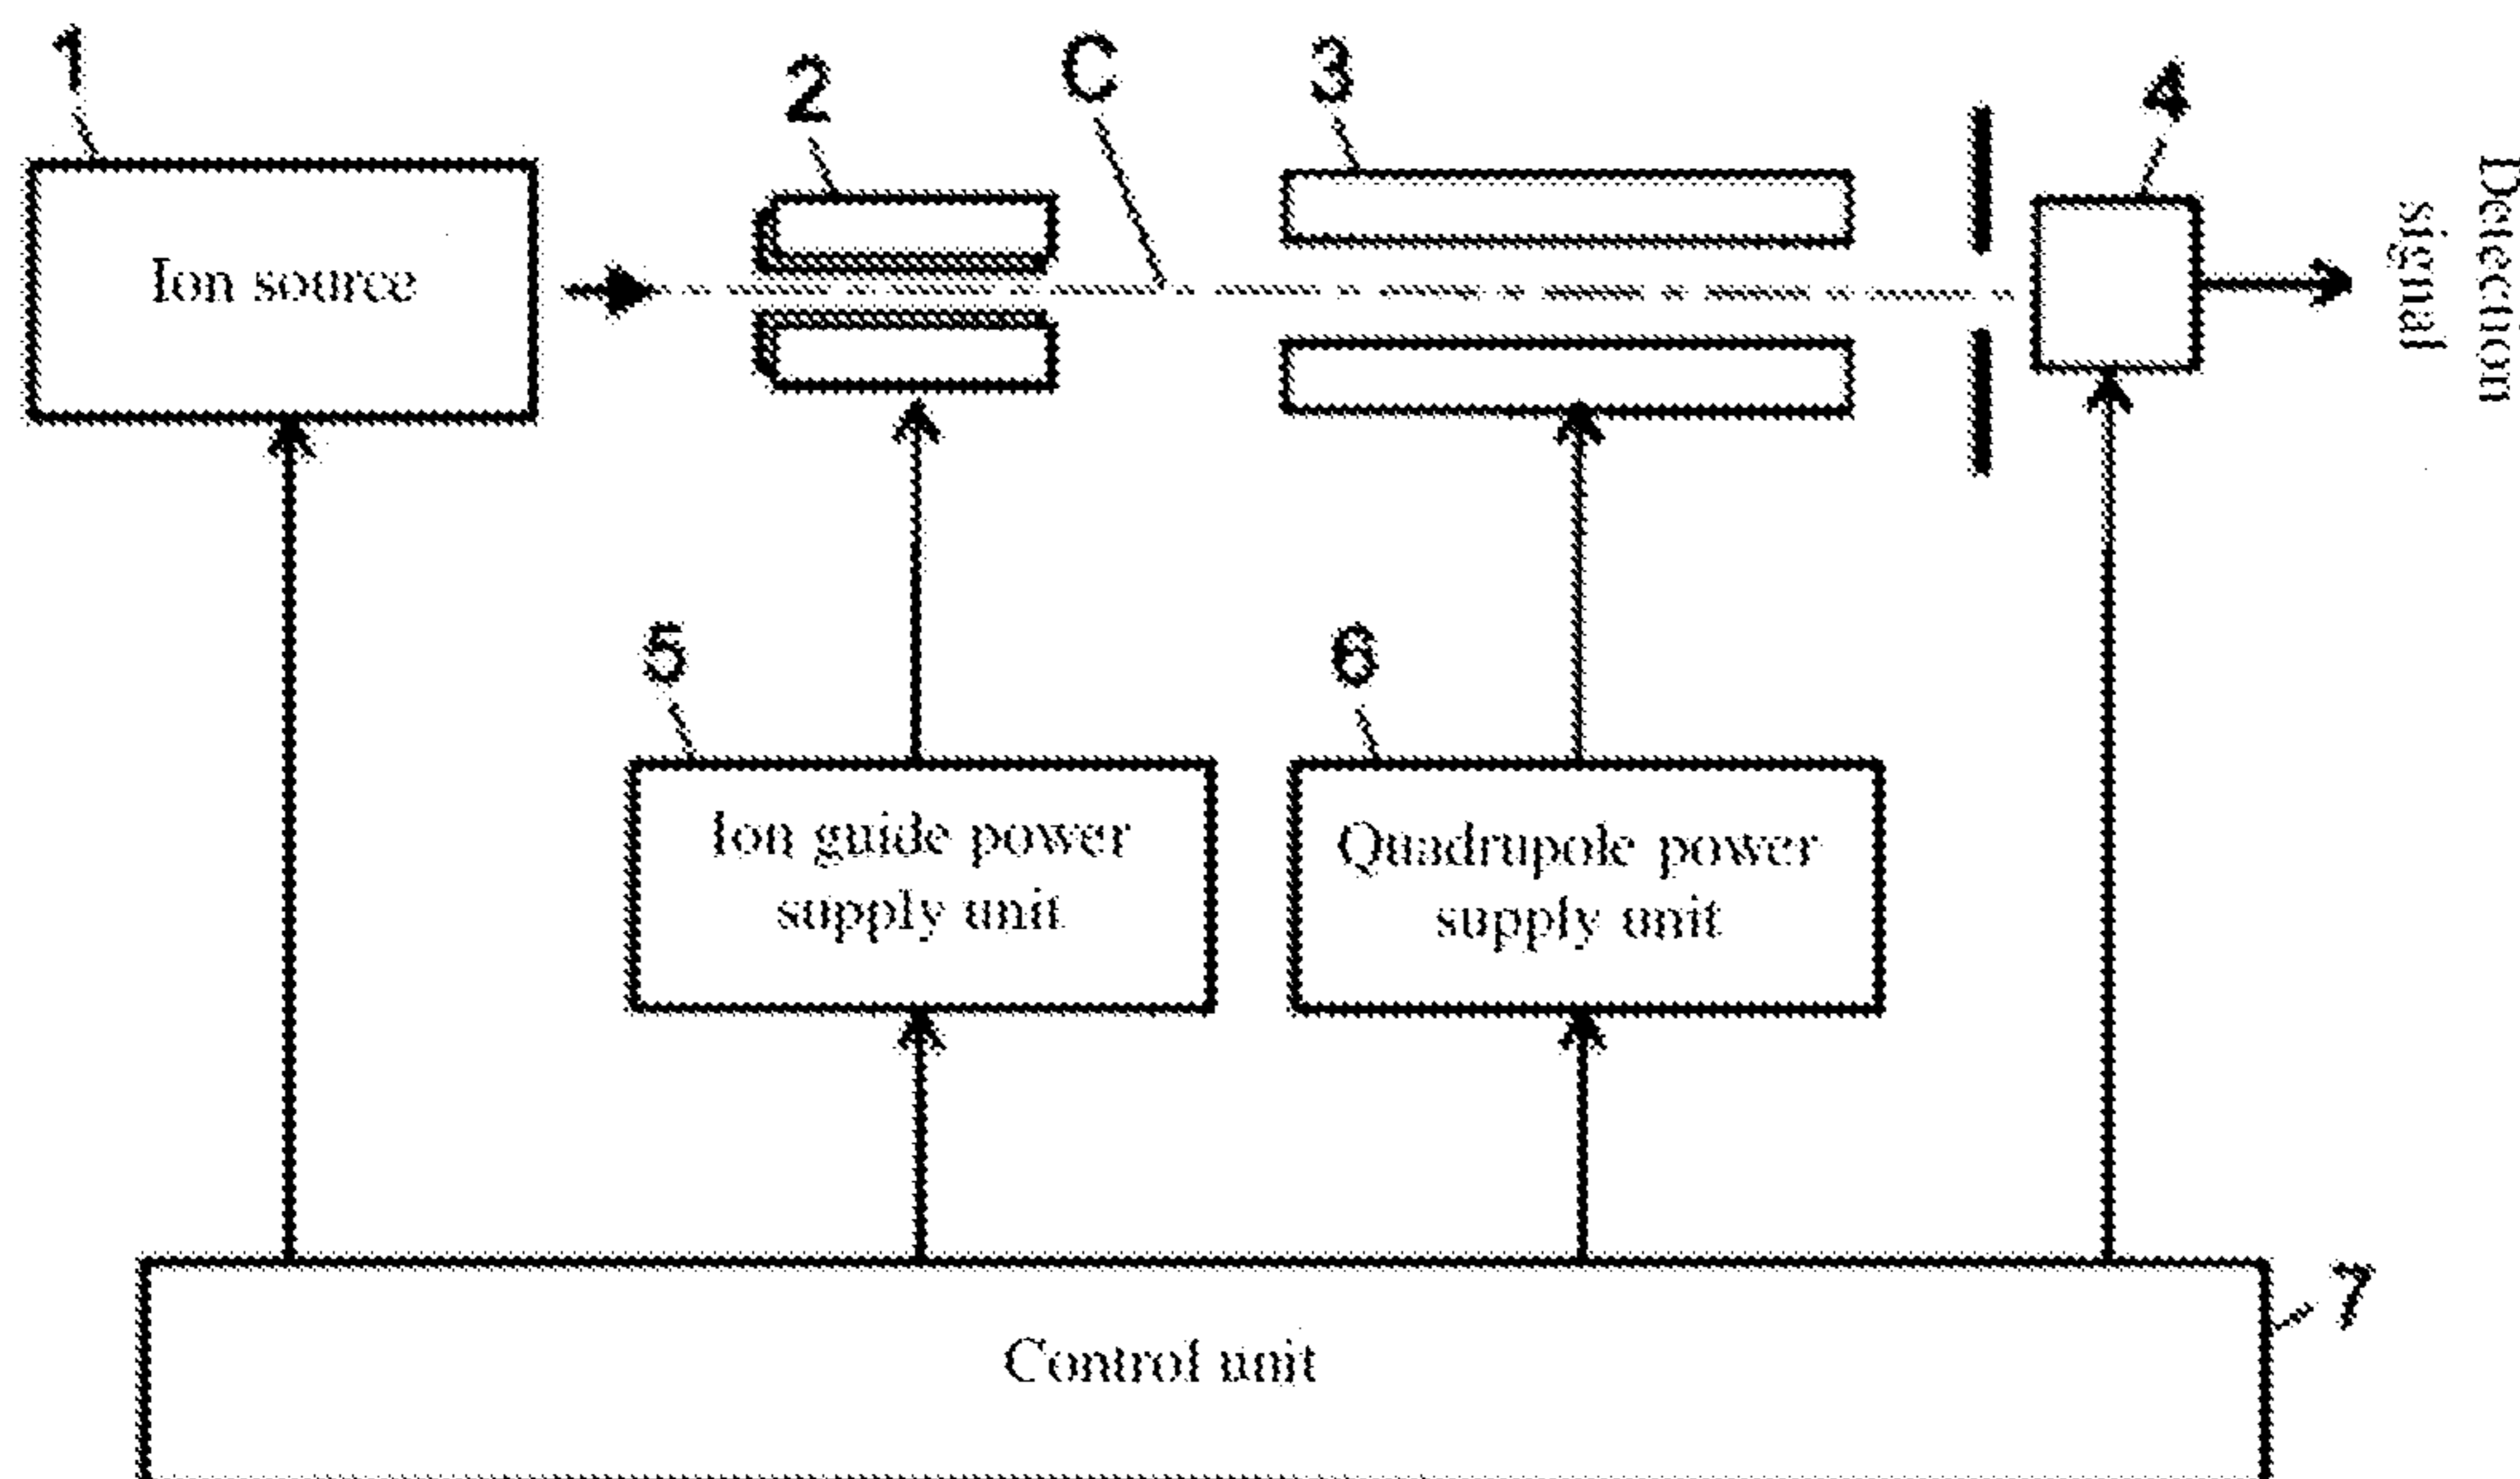 1
2
C
3
4
Ion source
Detection
signal
5
6
Ion guide power
supply unit
Quadrupole power
supply unit
7
Control unit